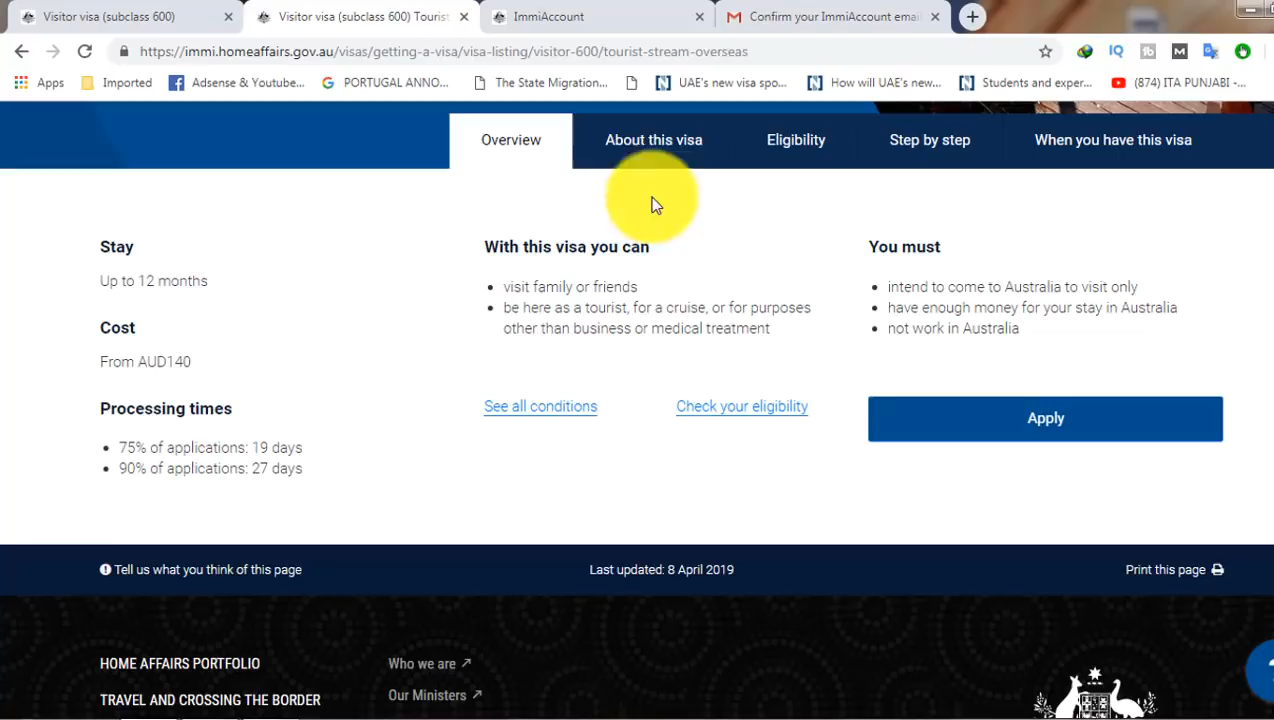 Visitor visa (subclass 600)
Visitor visa (subclass 600) Tourist
ImmiAccount
Confirm your ImmiAccount emai
https://immi.homeaffairs.gov.au/visas/getting-a-visa/visa-listing/visitor-600/tourist-stream-overseas
IQ
M
Apps
Imported
Adsense & Youtube...
PORTUGAL ANNO...
The State Migration...
UAE's new visa spo...
How will UAE's new...
Students and exper...
(874) ITA PUNJABI -...
Overview
About this visa
Eligibility
Step by step
When you have this visa
Stay
Up to 12 months
Cost
From AUD140
Processing times
75% of applications: 19 days
90% of applications: 27 days
With this visa you can
visit family or friends
be here as a tourist, for a cruise, or for purposes
other than business or medical treatment
See all conditions
Check your eligibility
You must
intend to come to Australia to visit only
have enough money for your stay in Australia
not work in Australia
Apply
Tell us what you think of this page
Last updated: 8 April 2019
Print this page
HOME AFFAIRS PORTFOLIO
TRAVEL AND CROSSING THE BORDER
Who we are
Our Ministers